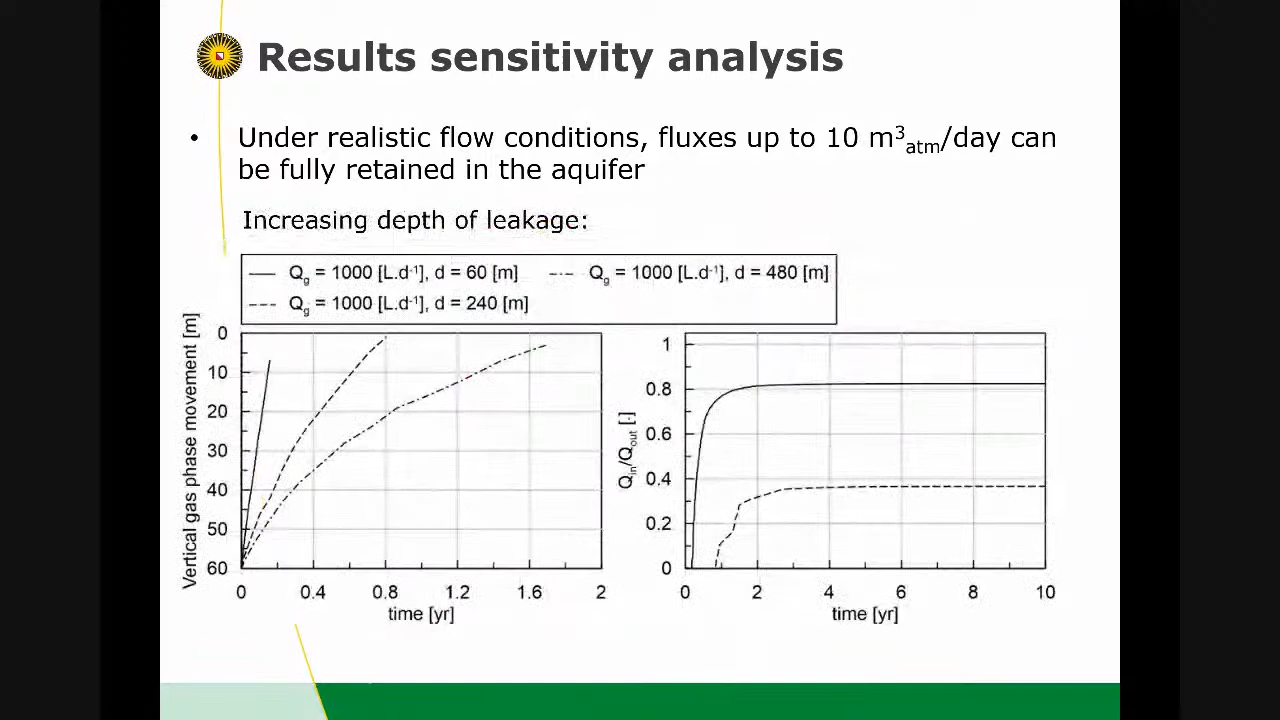 Results sensitivity analysis
• Under realistic flow conditions, fluxes up to 10 m³atm/day can
be fully retained in the aquifer
Increasing depth of leakage:
Qg = 1000 [L.d⁻¹], d = 60 [m]
Qg = 1000 [L.d⁻¹], d = 480 [m]
Qg = 1000 [L.d⁻¹], d = 240 [m]
Vertical gas phase movement [m]
0
10
20
30
40
50
60
0 0.4 0.8 1.2 1.6 2
time [yr]
Qin/Qout [-]
1
0.8
0.6
0.4
0.2
0
0 2 4 6 8 10
time [yr]